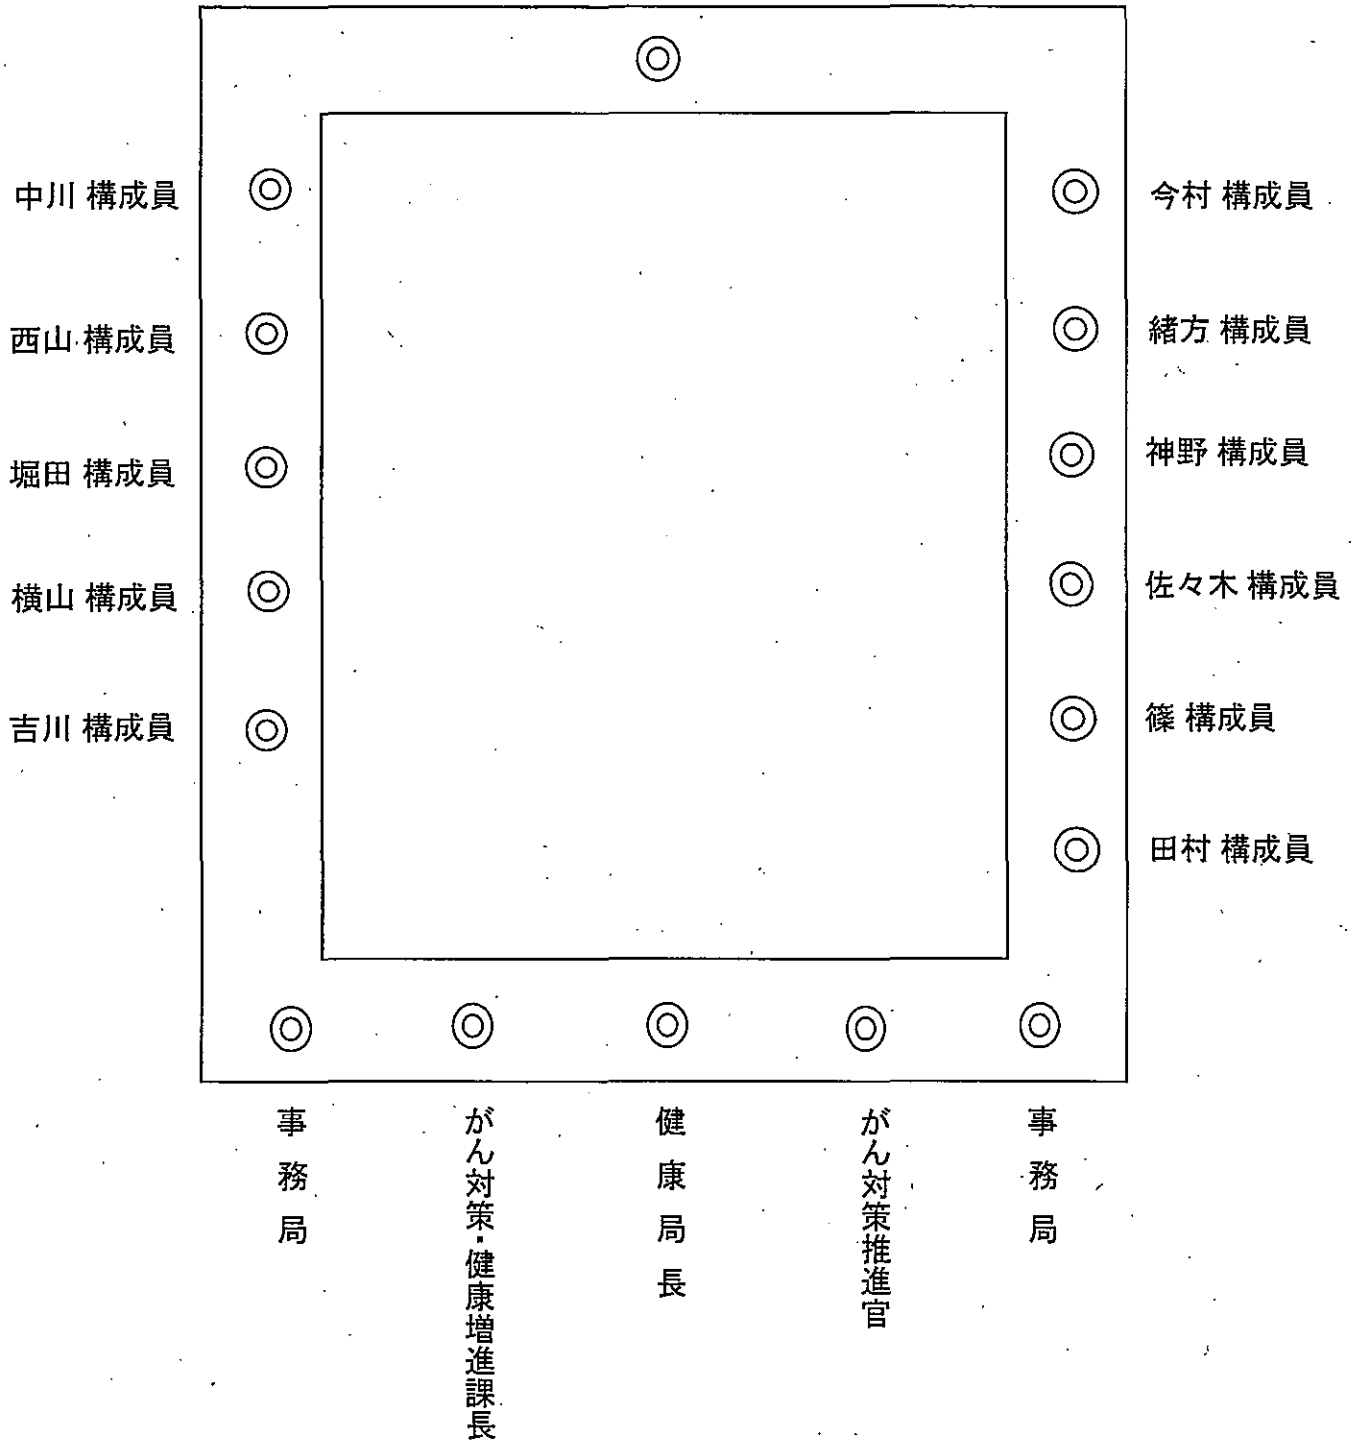 中川 構成員
西山 構成員
堀田 構成員
横山 構成員
吉川 構成員
今村 構成員
緒方 構成員
神野 構成員
佐々木 構成員
篠 構成員
田村 構成員
事務局
がん対策・健康増進課長
健康局長
がん対策推進官
事務局